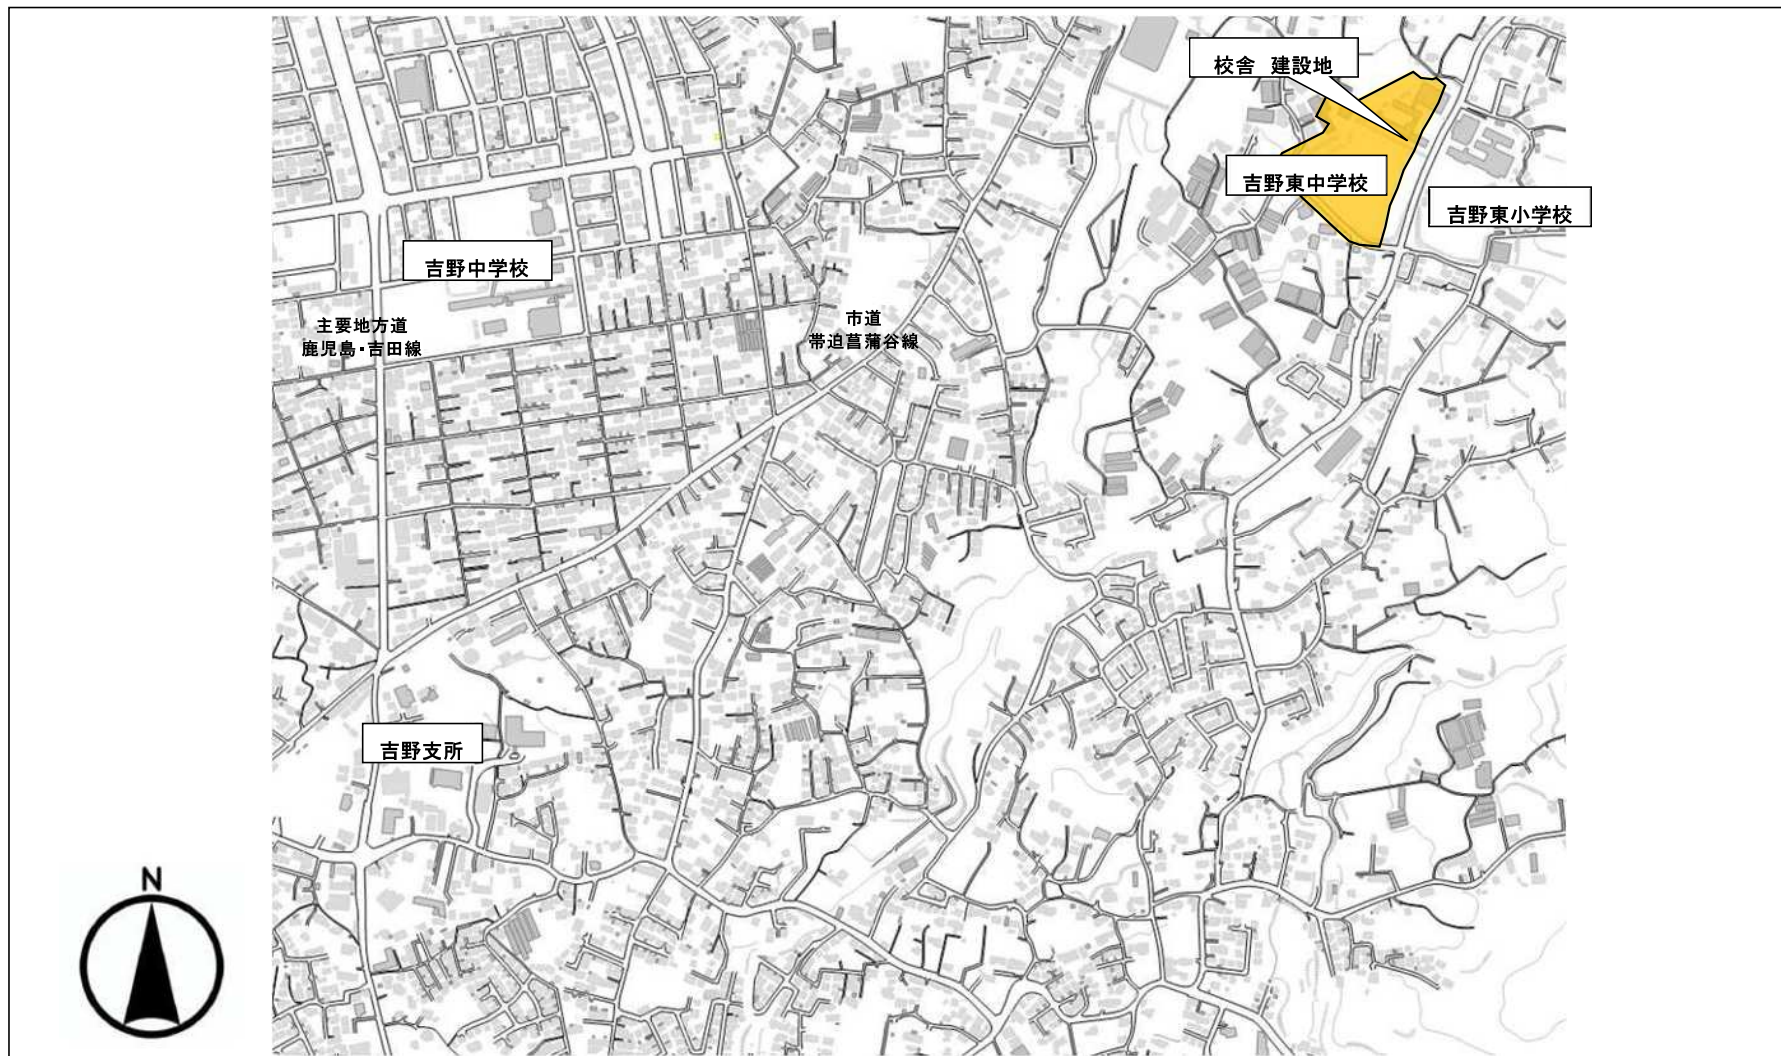 校舎 建設地
吉野東中学校
吉野東小学校
吉野中学校
主要地方道
鹿児島・吉田線
市道
帯迫菖蒲谷線
吉野支所
N